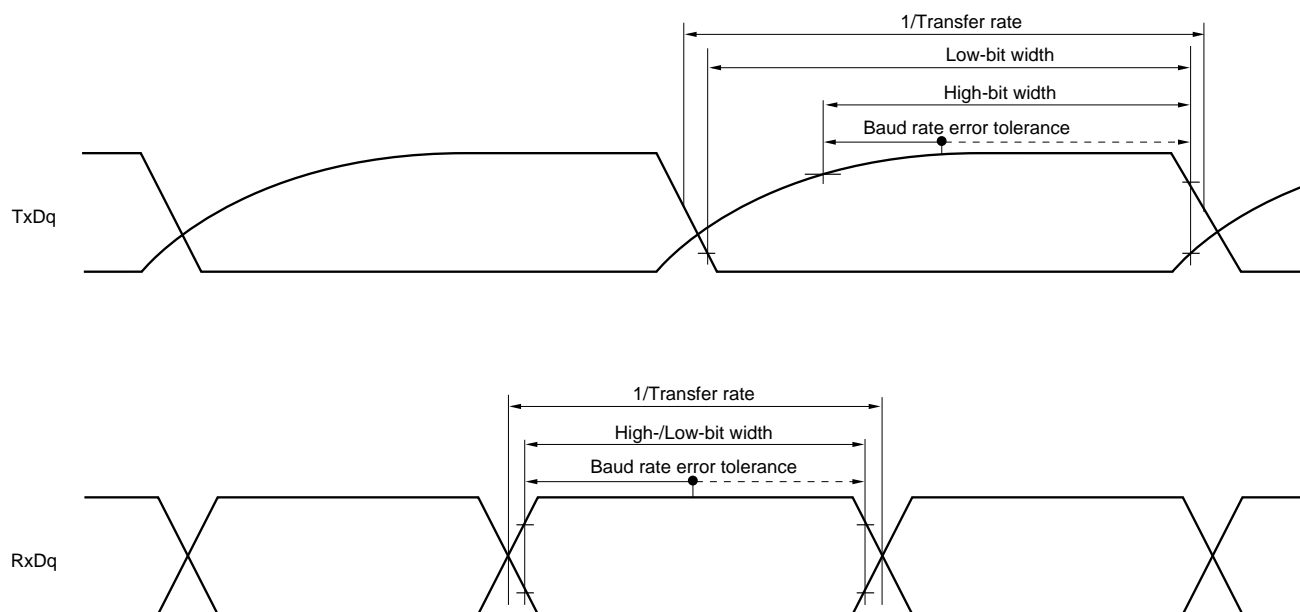 1/Transfer rate
Low-bit width
High-bit width
Baud rate error tolerance
TxDq
1/Transfer rate
High-/Low-bit width
Baud rate error tolerance
RxDq